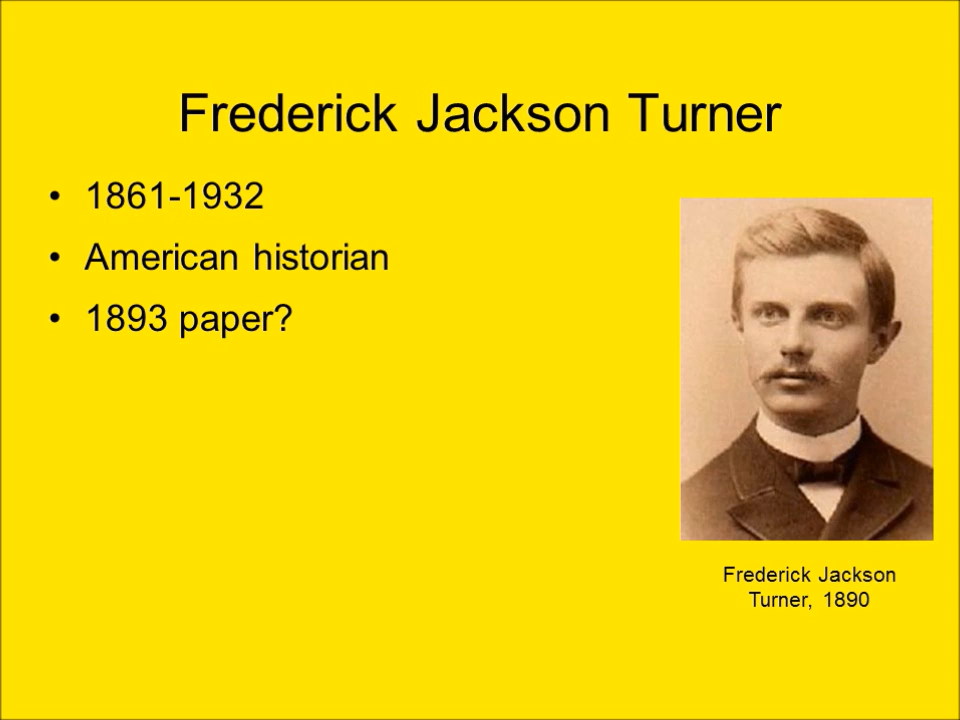 Frederick Jackson Turner
• 1861-1932
• American historian
• 1893 paper?
Frederick Jackson
Turner, 1890